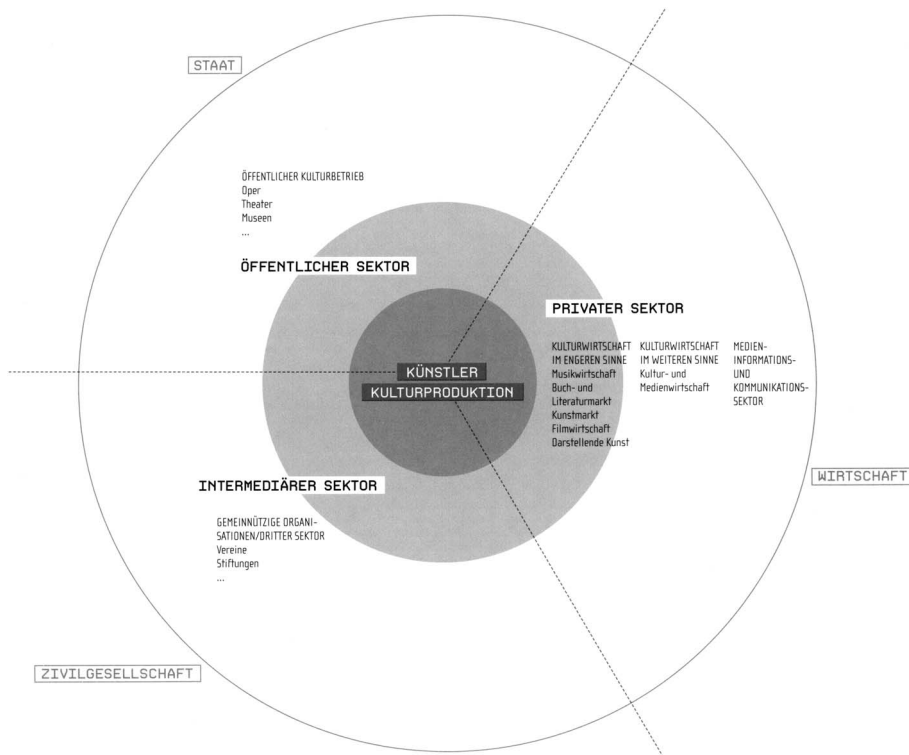 STAAT
ÖFFENTLICHER KULTURBETRIEB
Oper
Theater
Museen
...
ÖFFENTLICHER SEKTOR
PRIVATER SEKTOR
KULTURWIRTSCHAFT
IM ENGEREN SINNE
Musikwirtschaft
Buch- und
Literaturmarkt
Kunstmarkt
Filmwirtschaft
Darstellende Kunst
KULTURWIRTSCHAFT
IM WEITEREN SINNE
Kultur- und
Medienwirtschaft
MEDIEN-
INFORMATIONS-
UND
KOMMUNIKATIONS-
SEKTOR
KÜNSTLER
KULTURPRODUKTION
INTERMEDIÄRER SEKTOR
GEMEINNÜTZIGE ORGANI-
SATIONEN/DRITTER SEKTOR
Vereine
Stiftungen
...
WIRTSCHAFT
ZIVILGESELLSCHAFT